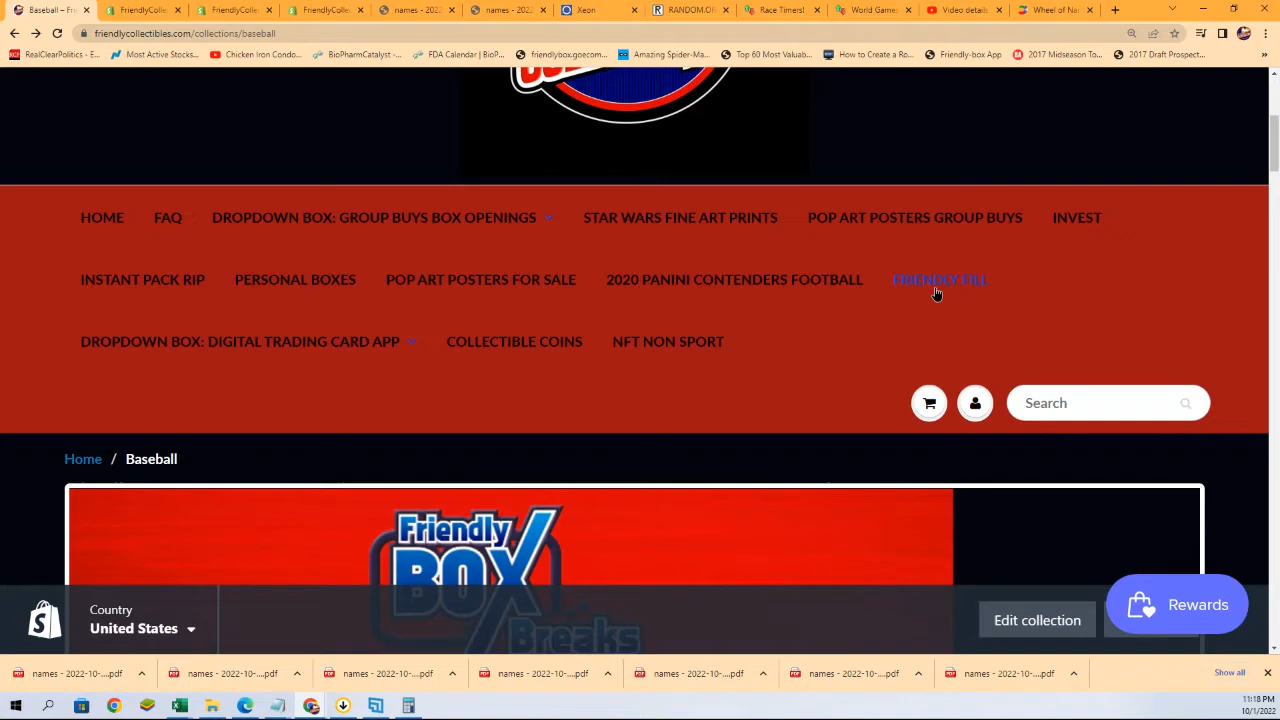 Baseball – F
FriendlyColle
FriendlyColle
FriendlyColle
names - 2022
names - 2022
Xeon
RANDOM.OR
Race Timers!
World Games
Video details
Wheel of Na
friendlycollectibles.com/collections/baseball
RealClearPolitics - E...
Most Active Stocks...
Chicken Iron Condo...
BioPharmCatalyst -...
FDA Calendar | BioP...
friendlybox.goecom...
Amazing Spider-Ma...
Top 60 Most Valuab...
How to Create a Ro...
Friendly-box App
2017 Midseason To...
2017 Draft Prospect...
»
HOME
FAQ
DROPDOWN BOX: GROUP BUYS BOX OPENINGS
STAR WARS FINE ART PRINTS
POP ART POSTERS GROUP BUYS
INVEST
INSTANT PACK RIP
PERSONAL BOXES
POP ART POSTERS FOR SALE
2020 PANINI CONTENDERS FOOTBALL
FRIENDLY FILL
DROPDOWN BOX: DIGITAL TRADING CARD APP
COLLECTIBLE COINS
NFT NON SPORT
Search
Home / Baseball
Friendly
BOX
Breaks
Country
United States
Edit collection
Rewards
names - 2022-10-....pdf
names - 2022-10-....pdf
names - 2022-10-....pdf
names - 2022-10-....pdf
names - 2022-10-....pdf
names - 2022-10-....pdf
names - 2022-10-....pdf
Show all
11:18 PM
10/1/2022